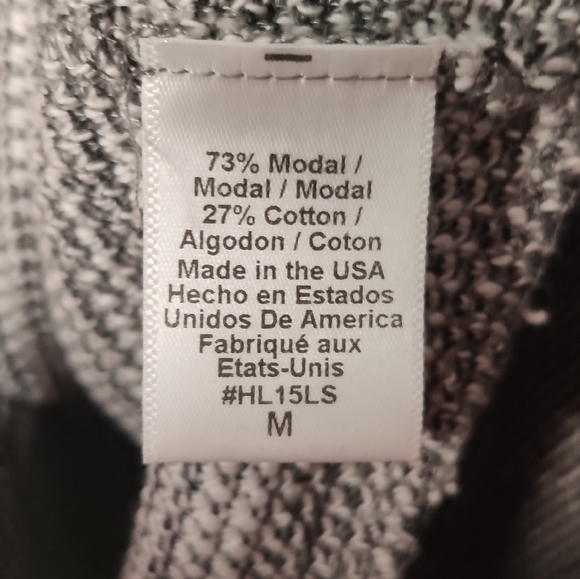 73% Modal /
Modal / Modal
27% Cotton /
Algodon / Coton
Made in the USA
Hecho en Estados
Unidos De America
Fabriqué aux
Etats-Unis
#HL15LS
M